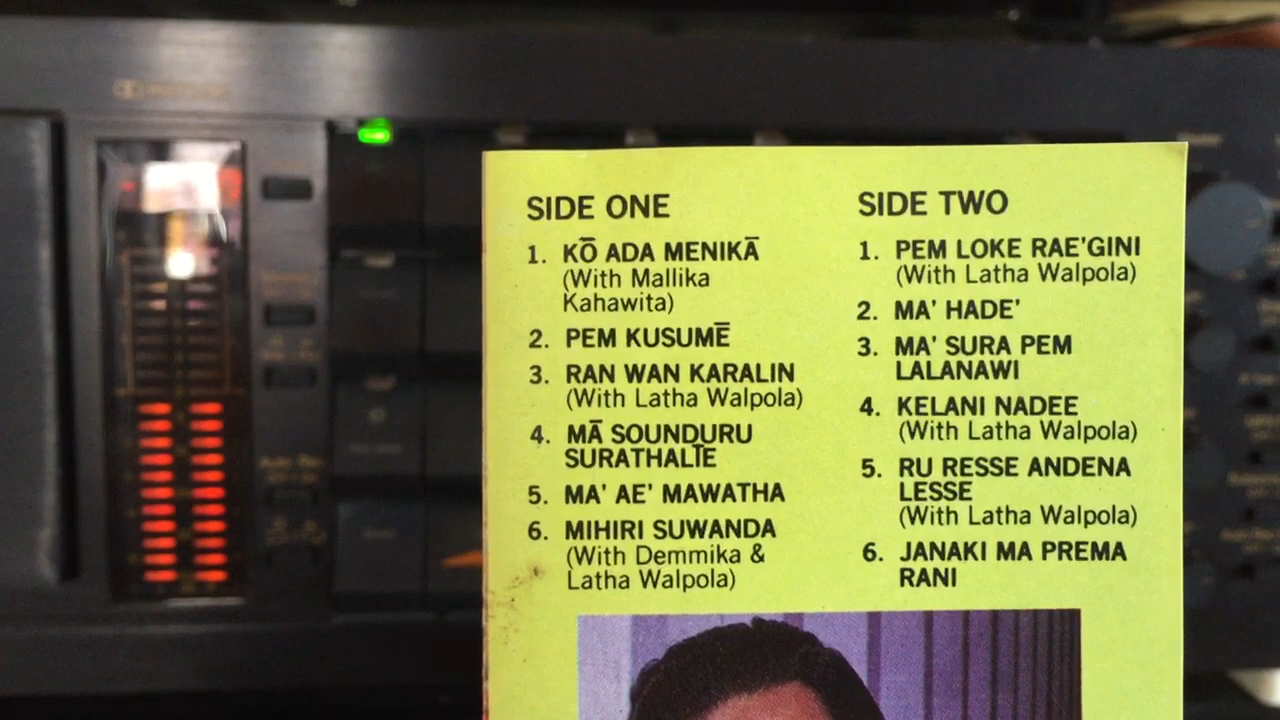 SIDE ONE
1. KŌ ADA MENIKĀ
(With Mallika
Kahawita)
2. PEM KUSUMĒ
3. RAN WAN KARALIN
(With Latha Walpola)
4. MĀ SOUNDURU
SURATHALĪE
5. MA' AE' MAWATHA
6. MIHIRI SUWANDA
(With Demmika &
Latha Walpola)
SIDE TWO
1. PEM LOKE RAE'GINI
(With Latha Walpola)
2. MA' HADE'
3. MA' SURA PEM
LALANAWI
4. KELANI NADEE
(With Latha Walpola)
5. RU RESSE ANDENA
LESSE
(With Latha Walpola)
6. JANAKI MA PREMA
RANI